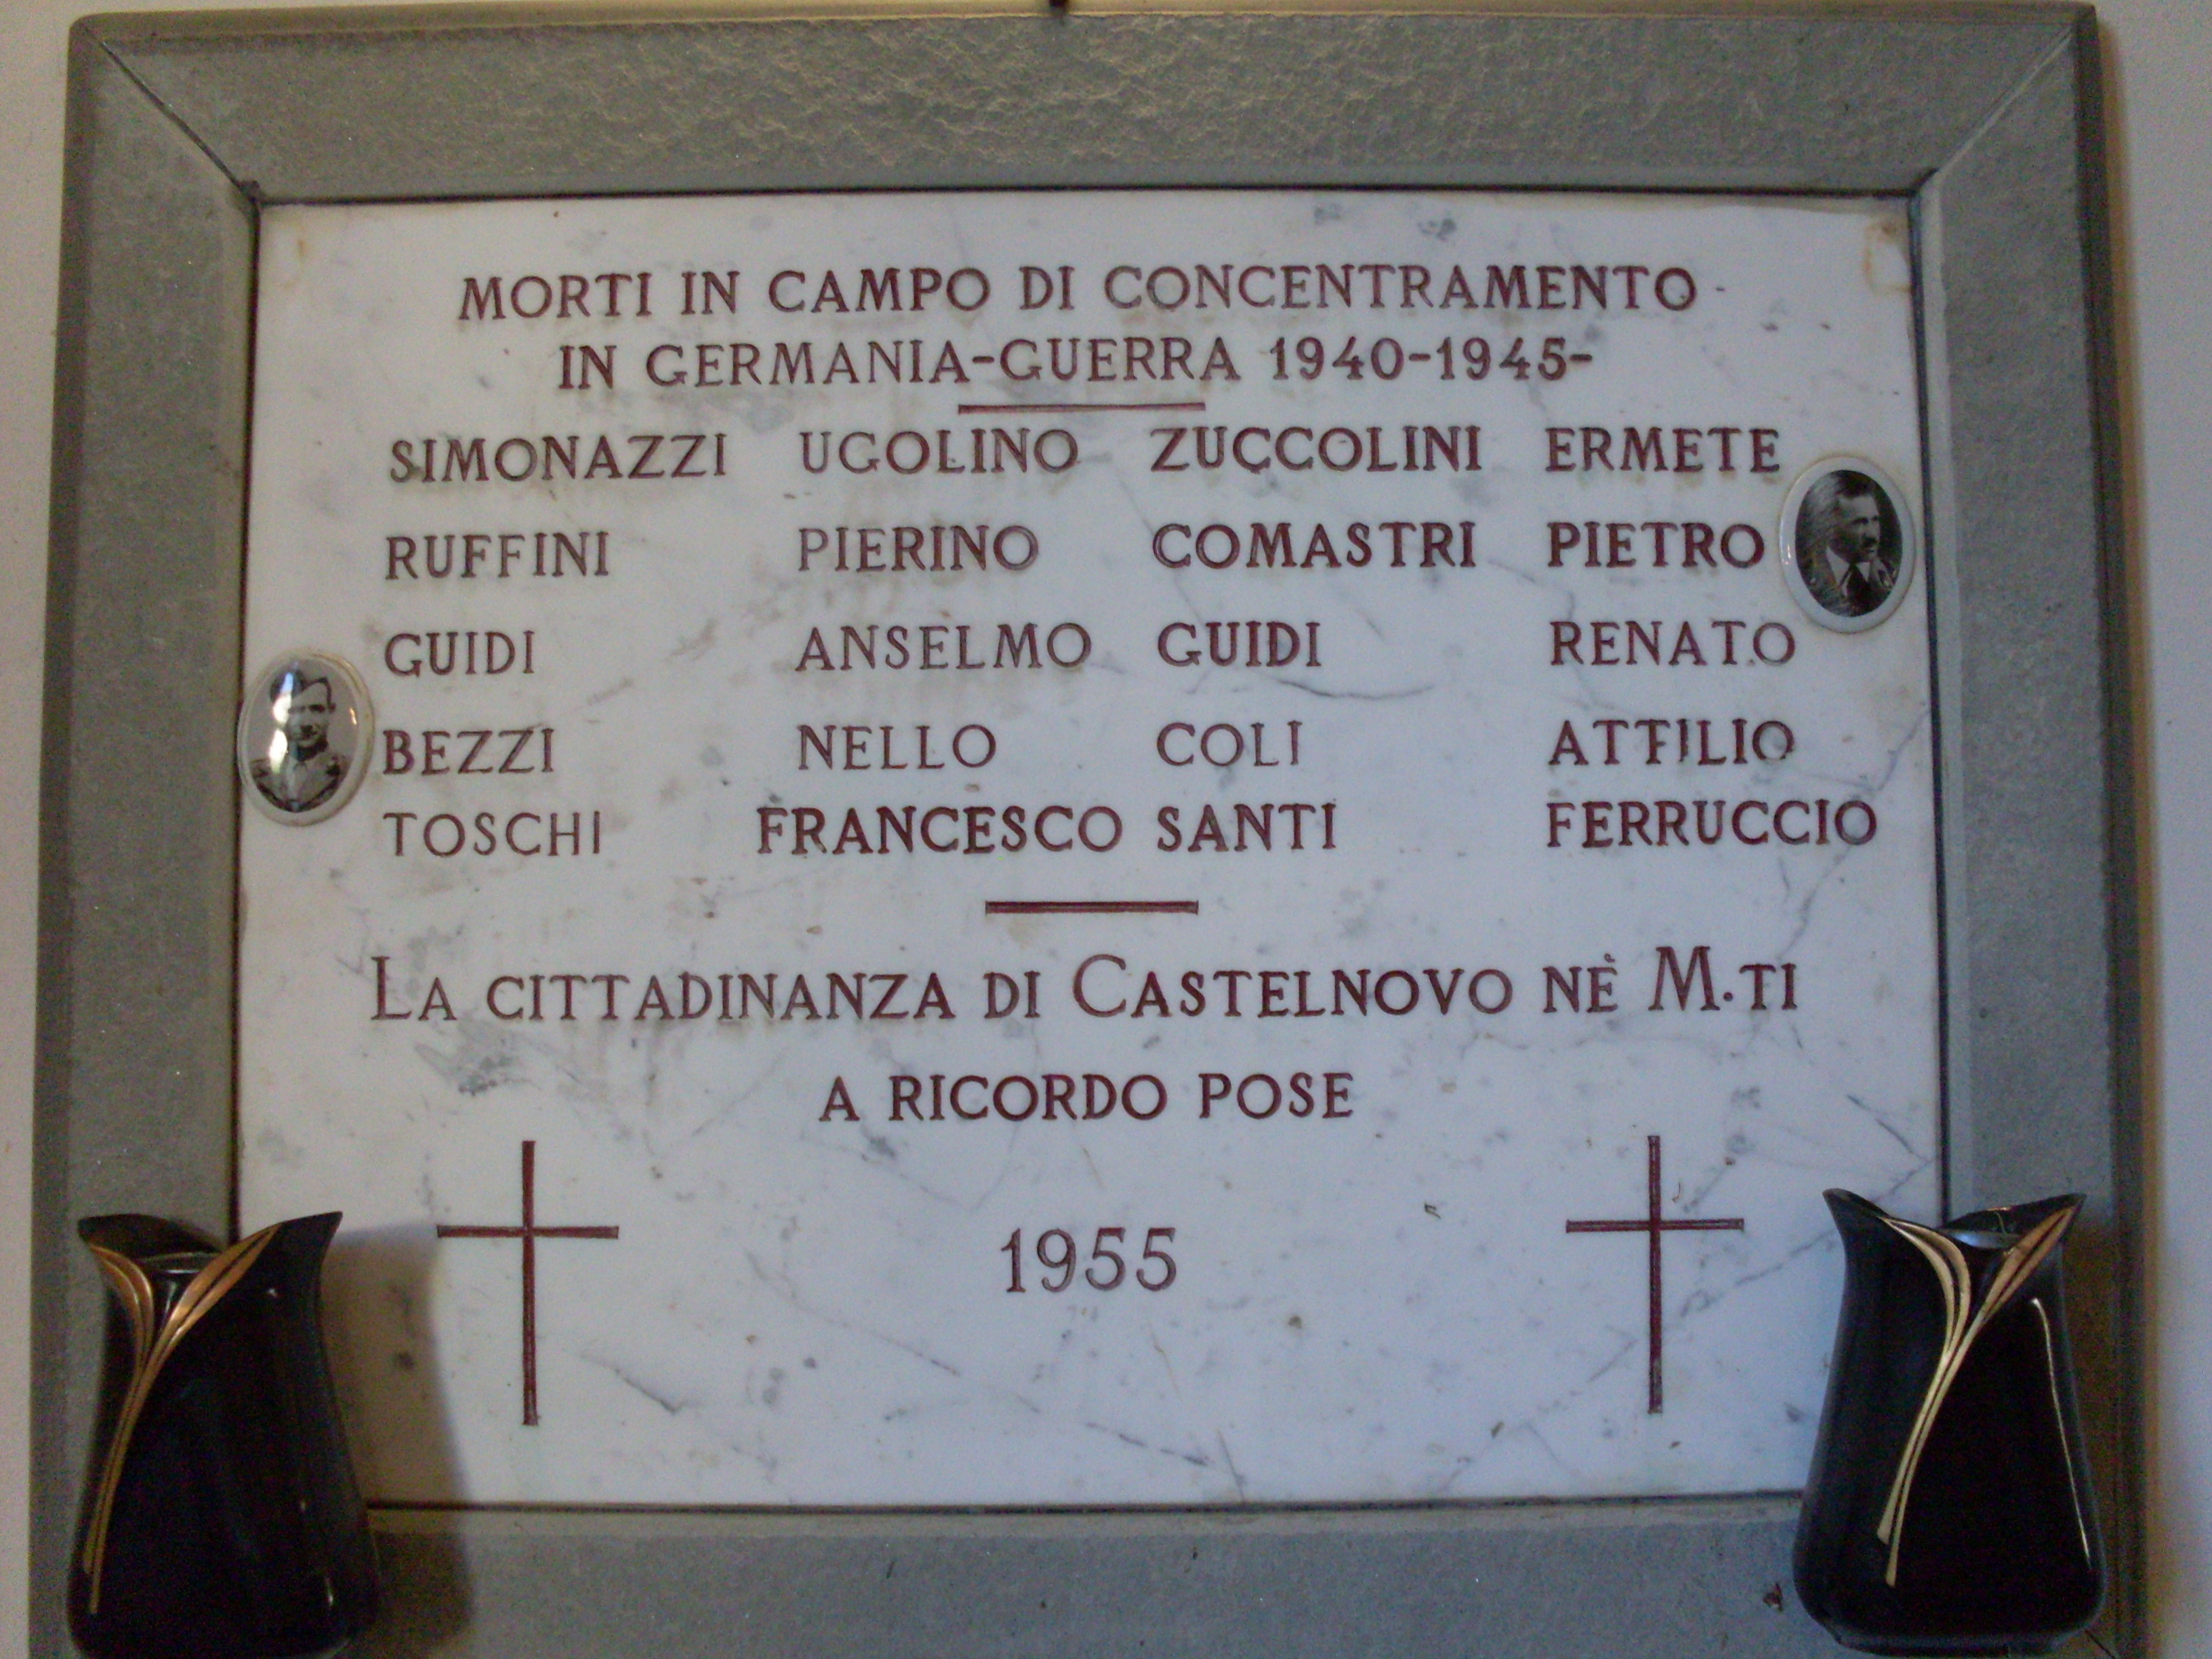 MORTI IN CAMPO DI CONCENTRAMENTO -
IN GERMANIA-GUERRA 1940-1945-
SIMONAZZI UGOLINO ZUCCOLINI ERMETE
RUFFINI PIERINO COMASTRI PIETRO
GUIDI ANSELMO GUIDI RENATO
BEZZI NELLO COLI ATTILIO
TOSCHI FRANCESCO SANTI FERRUCCIO
LA CITTADINANZA DI CASTELNOVO NÈ M.TI
A RICORDO POSE
1955